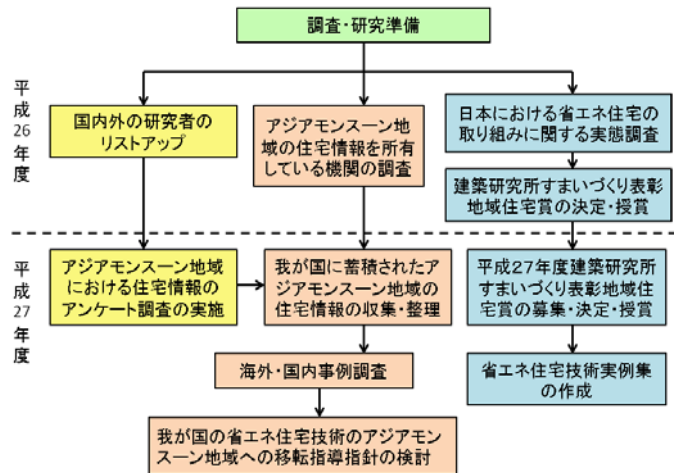 調査・研究準備
平成26年度
国内外の研究者の
リストアップ
アジアモンスーン地
域の住宅情報を所有
している機関の調査
日本における省エネ住宅の
取り組みに関する実態調査
建築研究所すまいづくり表彰
地域住宅賞の決定・授賞
平成27年度
アジアモンスーン地域
における住宅情報の
アンケート調査の実施
我が国に蓄積されたア
ジアモンスーン地域の
住宅情報の収集・整理
平成27年度建築研究所
すまいづくり表彰地域住
宅賞の募集・決定・授賞
海外・国内事例調査
省エネ住宅技術実例集
の作成
我が国の省エネ住宅技術のアジアモン
スーン地域への移転指導指針の検討